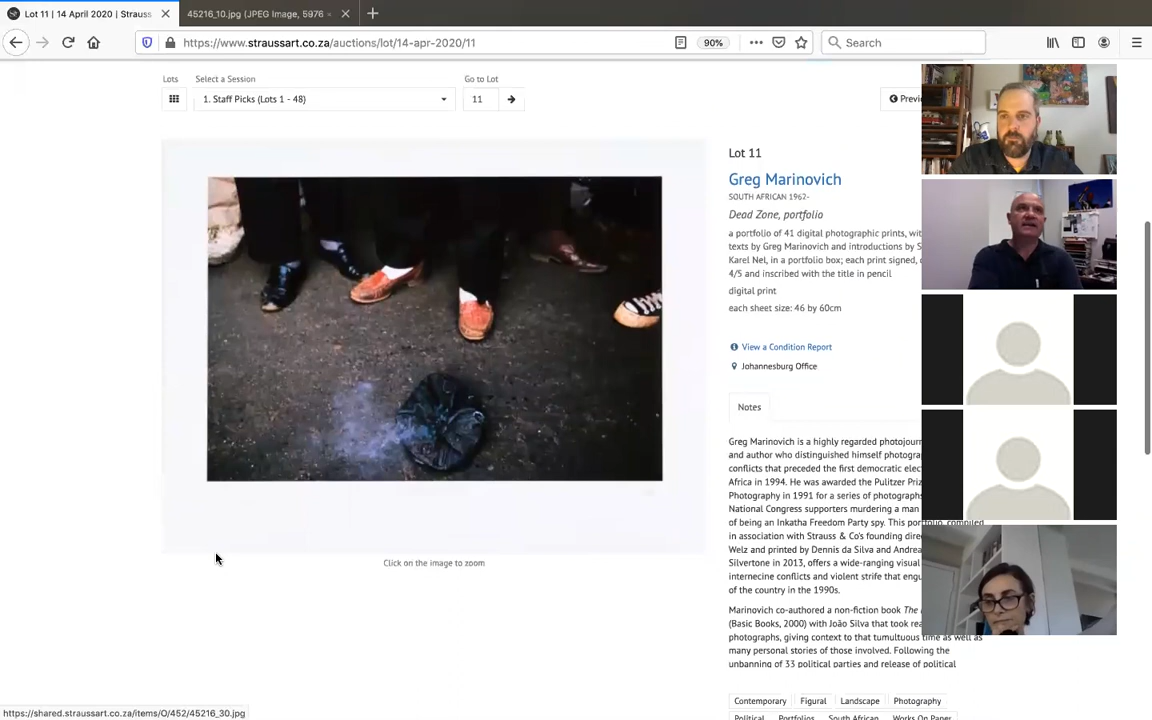 Lot 11 | 14 April 2020 | Strauss
45216_10.jpg (JPEG Image, 5976 ×
https://www.straussart.co.za/auctions/lot/14-apr-2020/11
90%
Search
Lots
Select a Session
Go to Lot
1. Staff Picks (Lots 1 - 48)
11
Previ
Lot 11
Greg Marinovich
SOUTH AFRICAN 1962-
Dead Zone, portfolio
a portfolio of 41 digital photographic prints, wit
texts by Greg Marinovich and introductions by S
Karel Nel, in a portfolio box; each print signed,
4/5 and inscribed with the title in pencil
digital print
each sheet size: 46 by 60cm
View a Condition Report
Johannesburg Office
Notes
Greg Marinovich is a highly regarded photojourn
and author who distinguished himself photogra
conflicts that preceded the first democratic elec
Africa in 1994. He was awarded the Pulitzer Priz
Photography in 1991 for a series of photographs
National Congress supporters murdering a man
of being an Inkatha Freedom Party spy. This portfolio, compiled
in association with Strauss & Co's founding direc
Welz and printed by Dennis da Silva and Andrea
Silvertone in 2013, offers a wide-ranging visual
internecine conflicts and violent strife that engu
of the country in the 1990s.
Marinovich co-authored a non-fiction book The
(Basic Books, 2000) with João Silva that took rea
photographs, giving context to that tumultuous time as well as
many personal stories of those involved. Following the
unbanning of 33 political parties and release of political
Click on the image to zoom
Contemporary Figural Landscape Photography
Political Portfolios South African Works On Paper
https://shared.straussart.co.za/items/O/452/45216_30.jpg